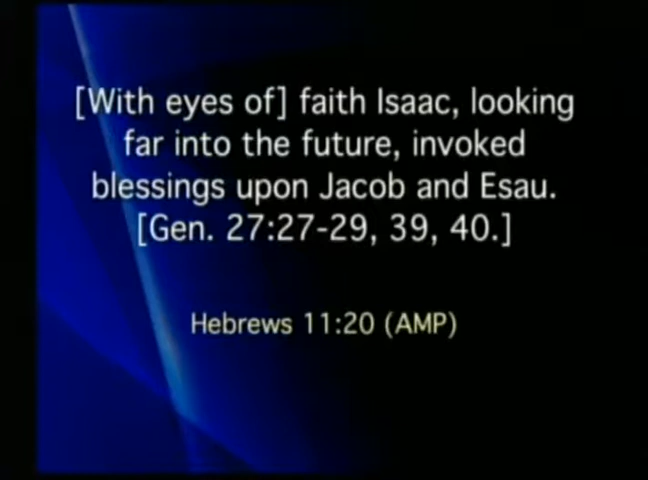 [With eyes of] faith Isaac, looking
far into the future, invoked
blessings upon Jacob and Esau.
[Gen. 27:27-29, 39, 40.]
Hebrews 11:20 (AMP)